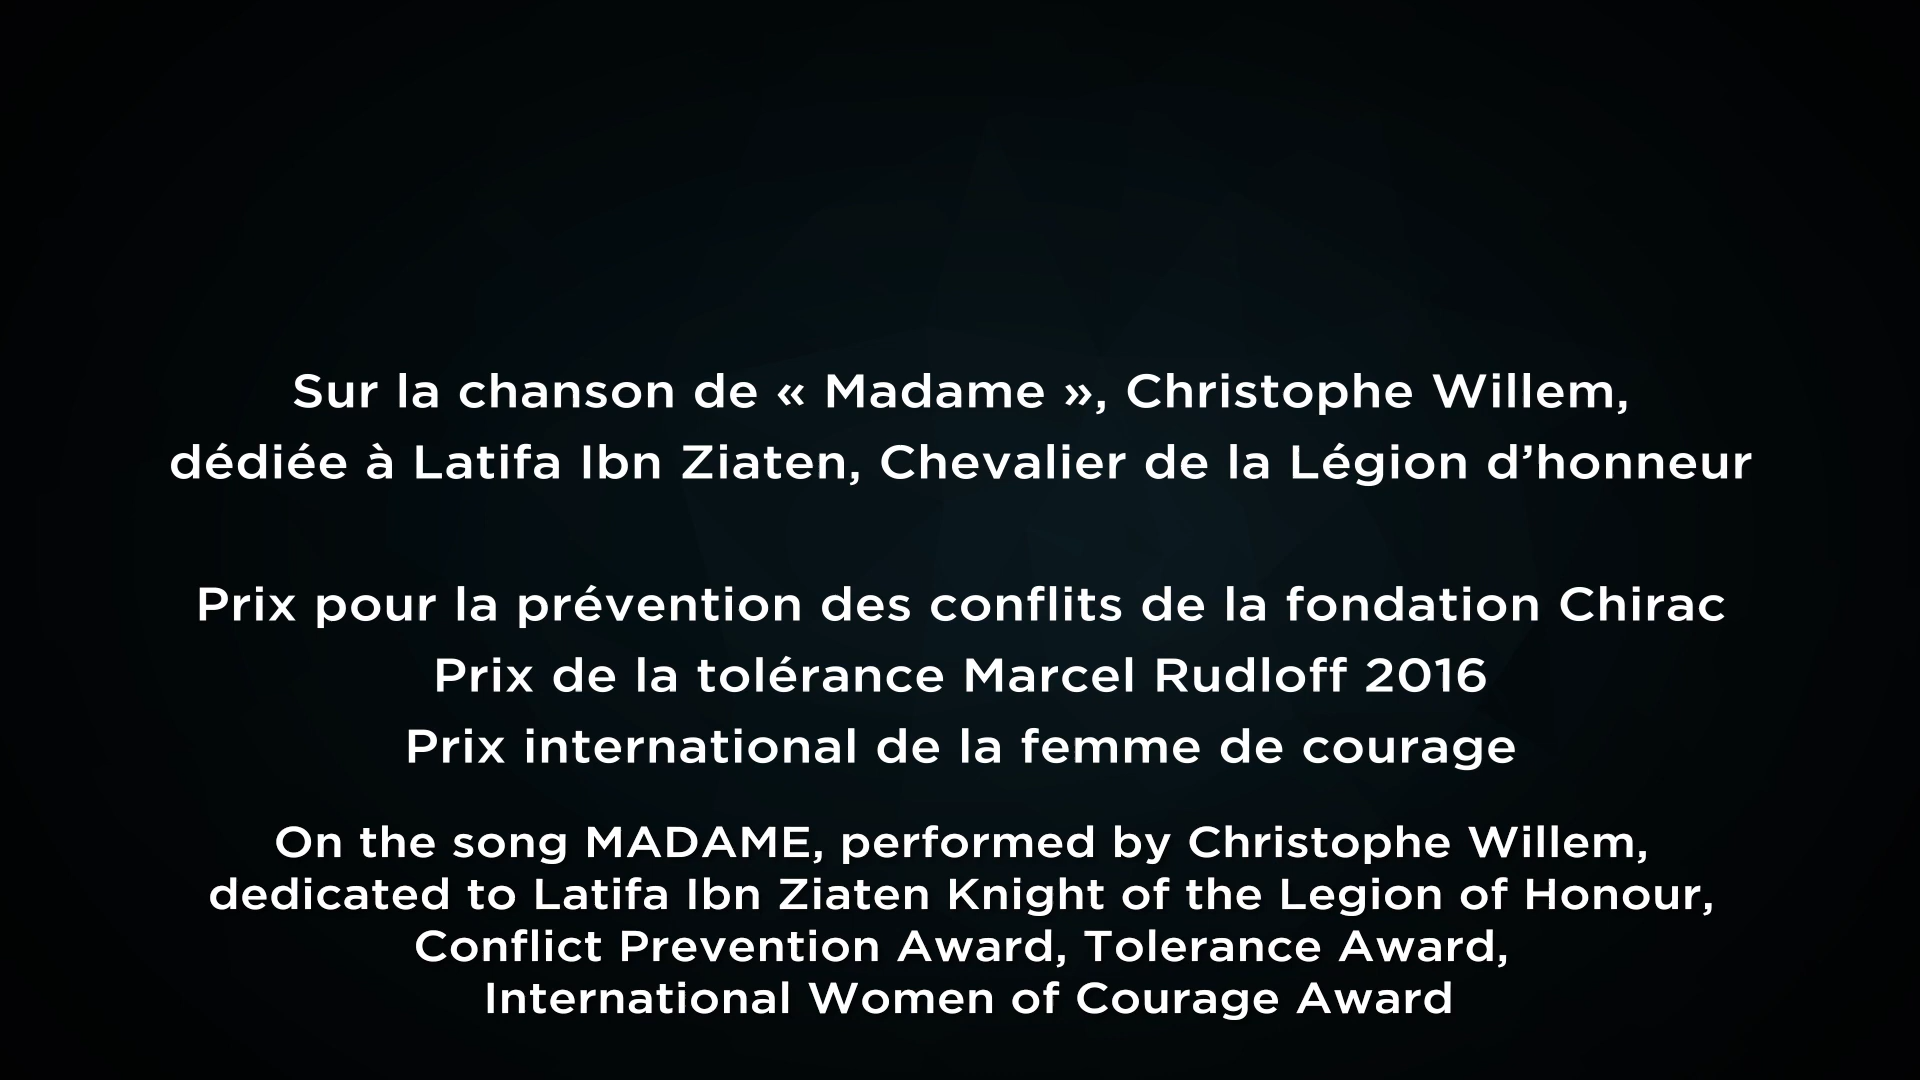 Sur la chanson de « Madame », Christophe Willem,
dédiée à Latifa Ibn Ziaten, Chevalier de la Légion d’honneur
Prix pour la prévention des conflits de la fondation Chirac
Prix de la tolérance Marcel Rudloff 2016
Prix international de la femme de courage
On the song MADAME, performed by Christophe Willem,
dedicated to Latifa Ibn Ziaten Knight of the Legion of Honour,
Conflict Prevention Award, Tolerance Award,
International Women of Courage Award